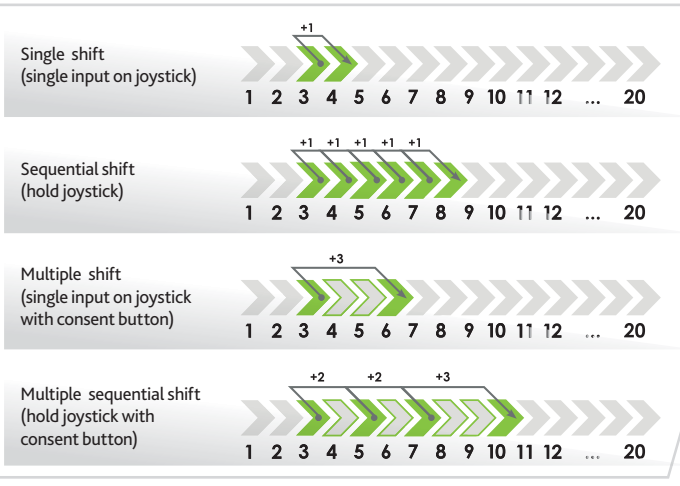 +1
Single shift
(single input on joystick)
1 2 3 4 5 6 7 8 9 10 11 12 ... 20
+1 +1 +1 +1 +1
Sequential shift
(hold joystick)
1 2 3 4 5 6 7 8 9 10 11 12 ... 20
+3
Multiple shift
(single input on joystick
with consent button)
1 2 3 4 5 6 7 8 9 10 11 12 ... 20
+2 +2 +3
Multiple sequential shift
(hold joystick with
consent button)
1 2 3 4 5 6 7 8 9 10 11 12 ... 20